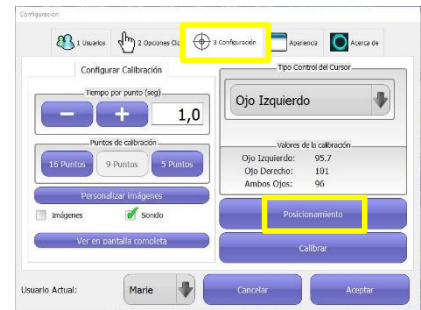 Configuración
1 Usuarios
2 Opciones Clic
3 Configuración
Apariencia
Acerca de
Configurar Calibración
Tiempo por punto (seg)
1,0
Puntos de calibración
16 Puntos
9 Puntos
5 Puntos
Personalizar imágenes
Imágenes
Sonido
Ver en pantalla completa
Tipo Control del Cursor
Ojo Izquierdo
Valores de la calibración
Ojo Izquierdo: 95.7
Ojo Derecho: 101
Ambos Ojos: 96
Posicionamiento
Calibrar
Usuario Actual:
Marie
Cancelar
Aceptar